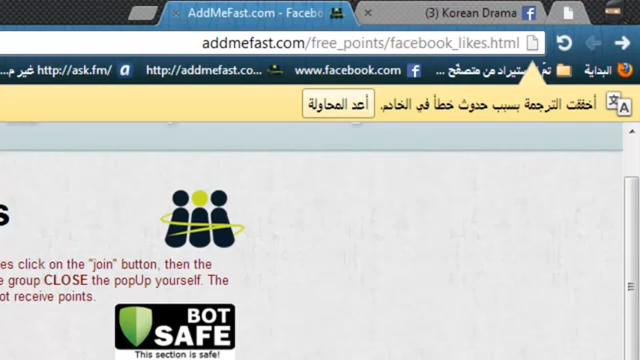 AddMeFast.com - Facebo
(3) Korean Drama
addmefast.com/free_points/facebook_likes.html
البداية
www.facebook.com
http://addmefast.co...
http://ask.fm/ غير م...
أخفقت الترجمة بسبب حدوث خطأ في الخادم.
أعد المحاولة
s
es click on the "join" button, then the
e group CLOSE the popUp yourself. The
ot receive points.
BOT
SAFE
This section is safe!